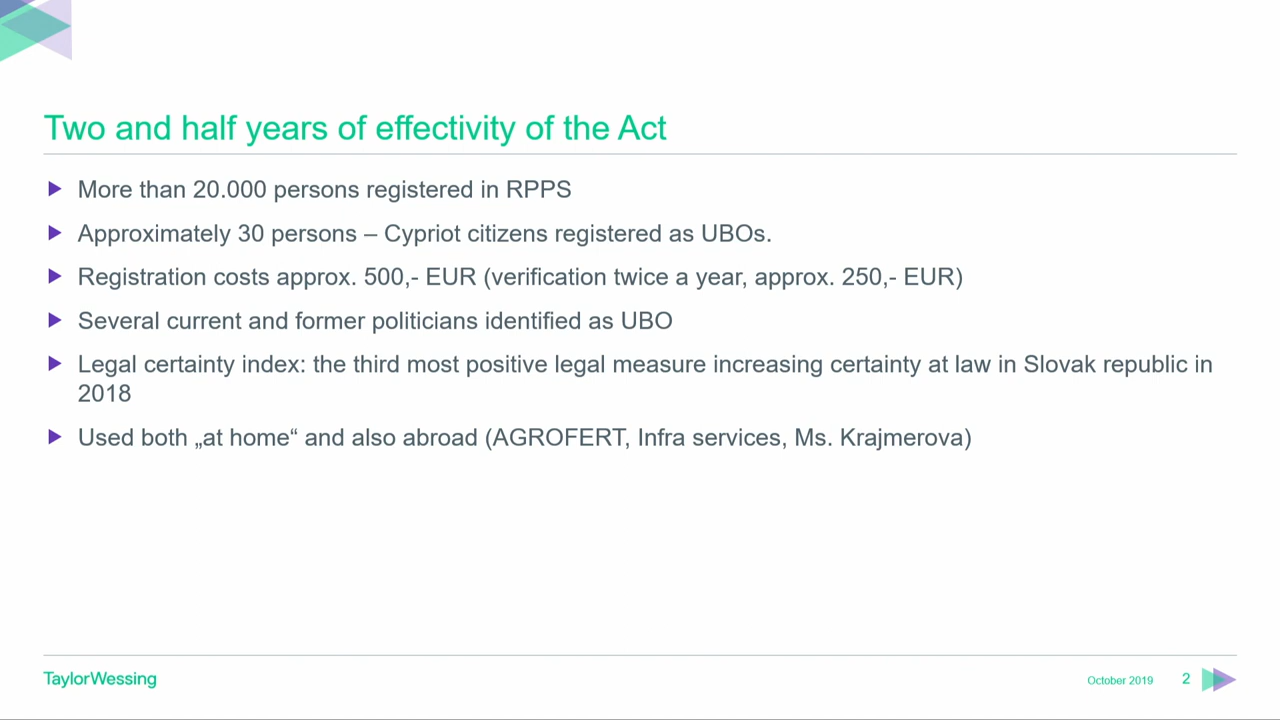 Two and half years of effectivity of the Act
More than 20.000 persons registered in RPPS
Approximately 30 persons – Cypriot citizens registered as UBOs.
Registration costs approx. 500,- EUR (verification twice a year, approx. 250,- EUR)
Several current and former politicians identified as UBO
Legal certainty index: the third most positive legal measure increasing certainty at law in Slovak republic in
2018
Used both „at home“ and also abroad (AGROFERT, Infra services, Ms. Krajmerova)
TaylorWessing
October 2019
2